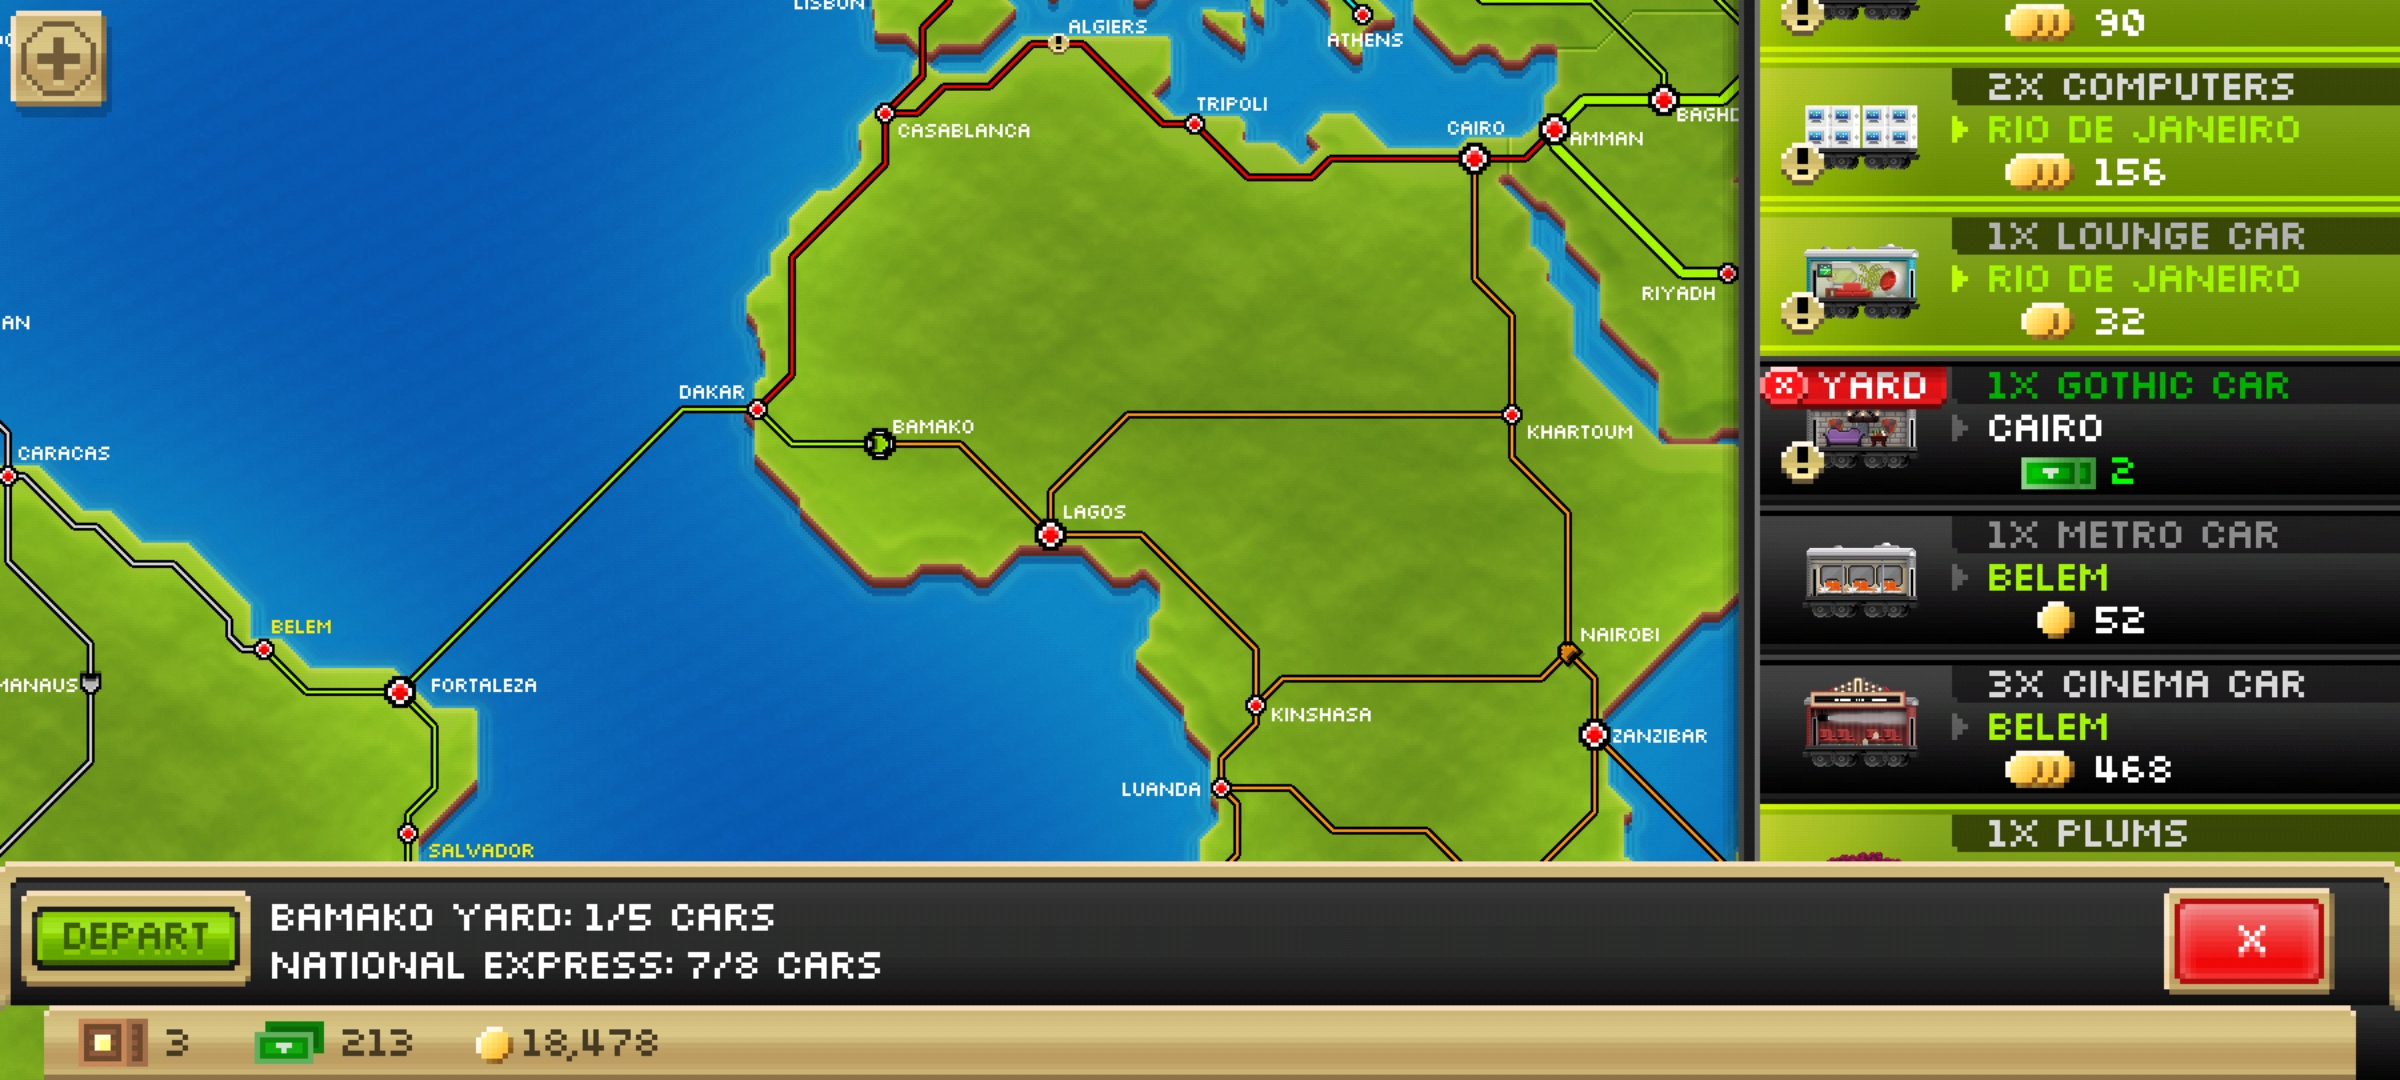 LISBON
ALGIERS
ATHENS
TRIPOLI
CASABLANCA
CAIRO
AMMAN
BAGHD
RIYADH
AN
DAKAR
BAMAKO
KHARTOUM
CARACAS
LAGOS
BELEM
NAIROBI
MANAUS
FORTALEZA
KINSHASA
ZANZIBAR
LUANDA
SALVADOR
90
2X COMPUTERS
RIO DE JANEIRO
156
1X LOUNGE CAR
RIO DE JANEIRO
32
X YARD
1X GOTHIC CAR
CAIRO
2
1X METRO CAR
BELEM
52
3X CINEMA CAR
BELEM
468
1X PLUMS
DEPART
BAMAKO YARD: 1/5 CARS
NATIONAL EXPRESS: 7/8 CARS
X
3
213
18,478